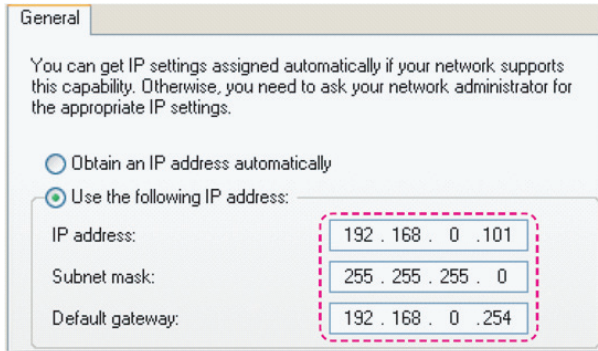 General
You can get IP settings assigned automatically if your network supports
this capability. Otherwise, you need to ask your network administrator for
the appropriate IP settings.
Obtain an IP address automatically
Use the following IP address:
IP address: 192 . 168 . 0 .101
Subnet mask: 255 . 255 . 255 . 0
Default gateway: 192 . 168 . 0 .254